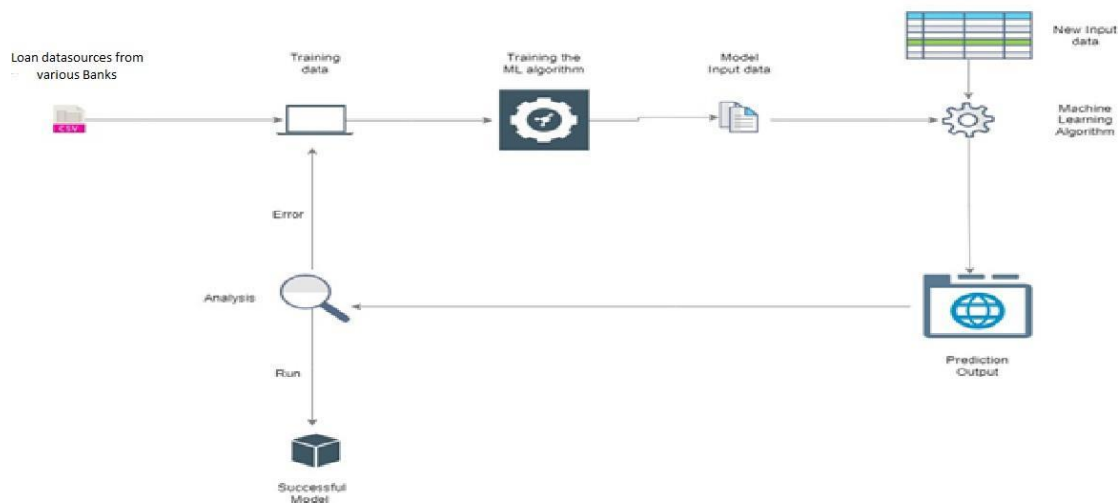 Loan datasources from
various Banks
CSV
Training
data
Training the
ML algorithm
Model
Input data
New Input
data
Machine
Learning
Algorithm
Error
Analysis
Run
Prediction
Output
Successful
Model